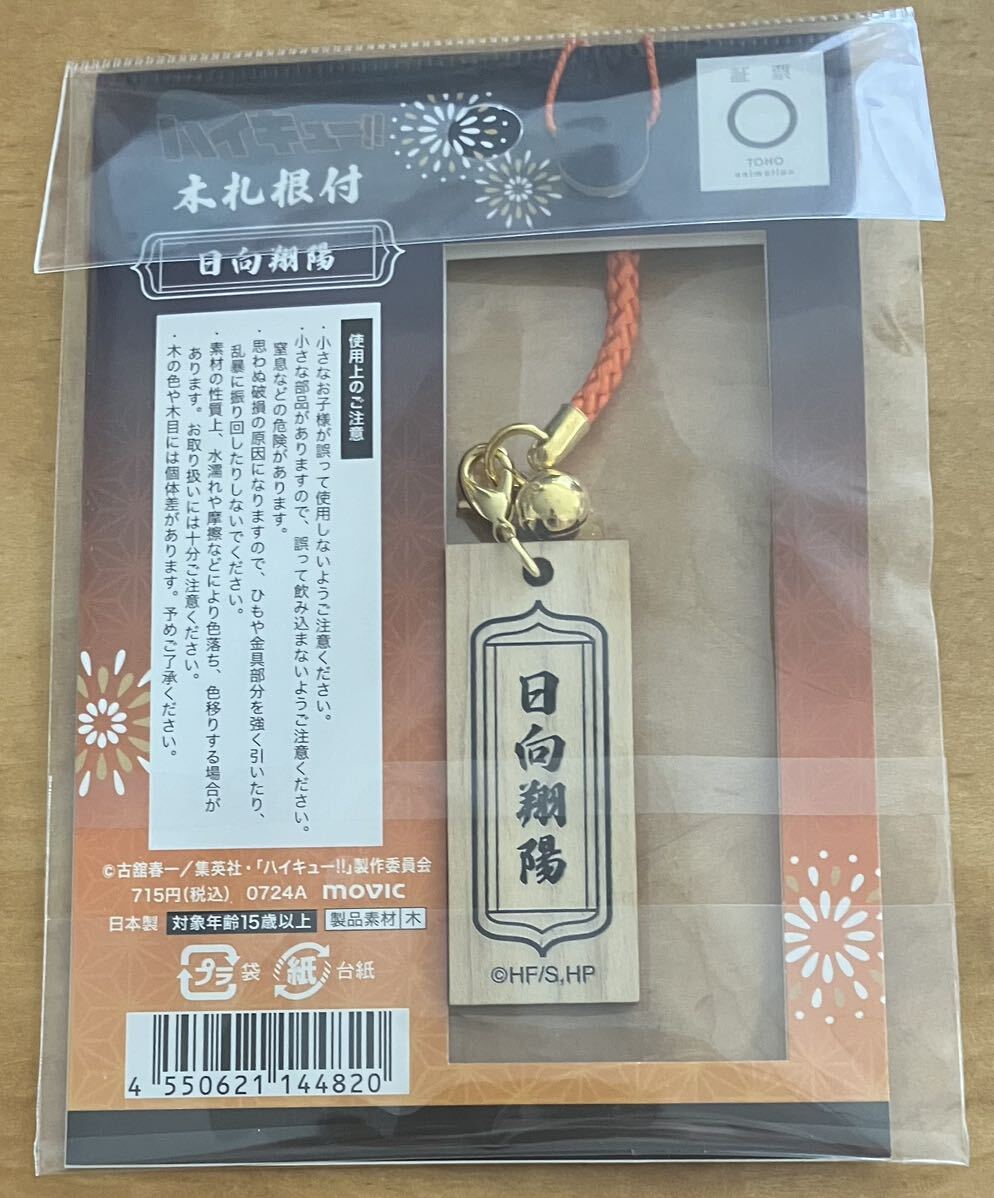 ハイキュー!!
木札根付
日向翔陽
証票
TOHO
animation
使用上のご注意
・小さなお子様が誤って使用しないようご注意ください。
・小さな部品がありますので、誤って飲み込まないようご注意ください。
窒息などの危険があります。
・思わぬ破損の原因になりますので、ひもや金具部分を強く引いたり、
乱暴に振り回したりしないでください。
・素材の性質上、水濡れや摩擦などにより色落ち、色移りする場合が
あります。お取り扱いには十分ご注意ください。
・木の色や木目には個体差があります。予めご了承ください。
©古舘春一／集英社・「ハイキュー!!」製作委員会
715円(税込) 0724A movic
日本製 対象年齢15歳以上 製品素材 木
プラ 袋 紙 台紙
4 550621 144820
日向翔陽
©HF/S,HP